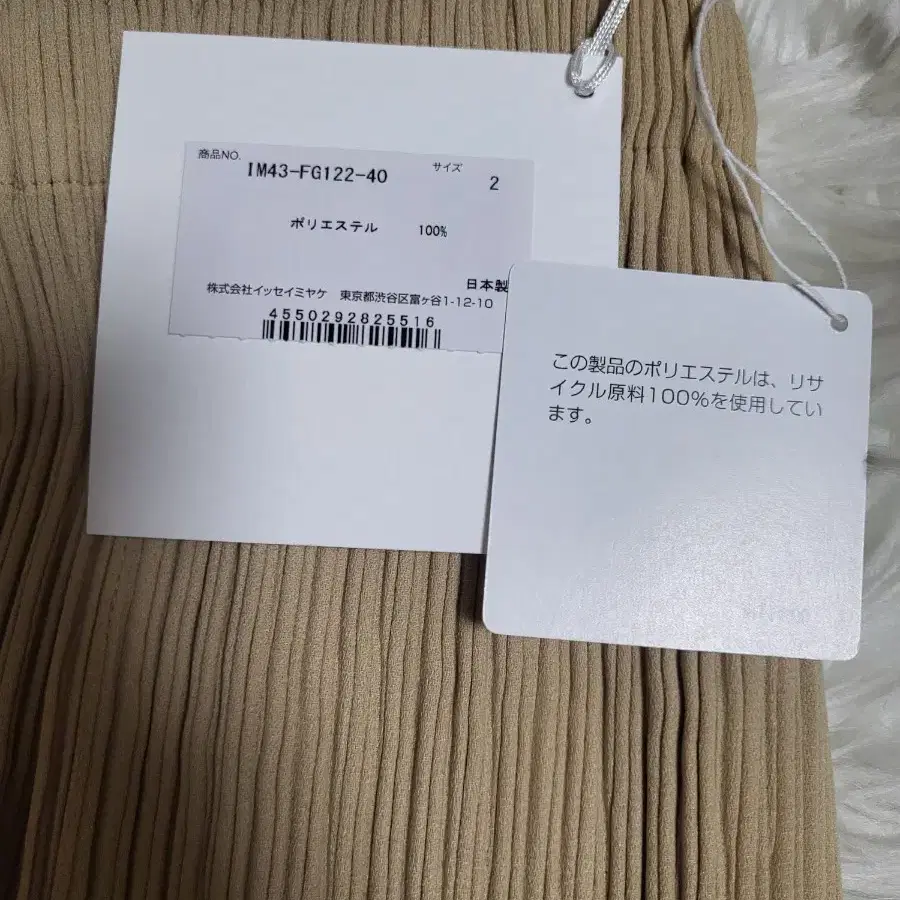 商品NO. サイズ
IM43-FG122-40 2
ポリエステル 100%
日本製
株式会社イッセイミヤケ 東京都渋谷区富ヶ谷1-12-10
4550292825516
この製品のポリエステルは、リサ
イクル原料100%を使用してい
ます。